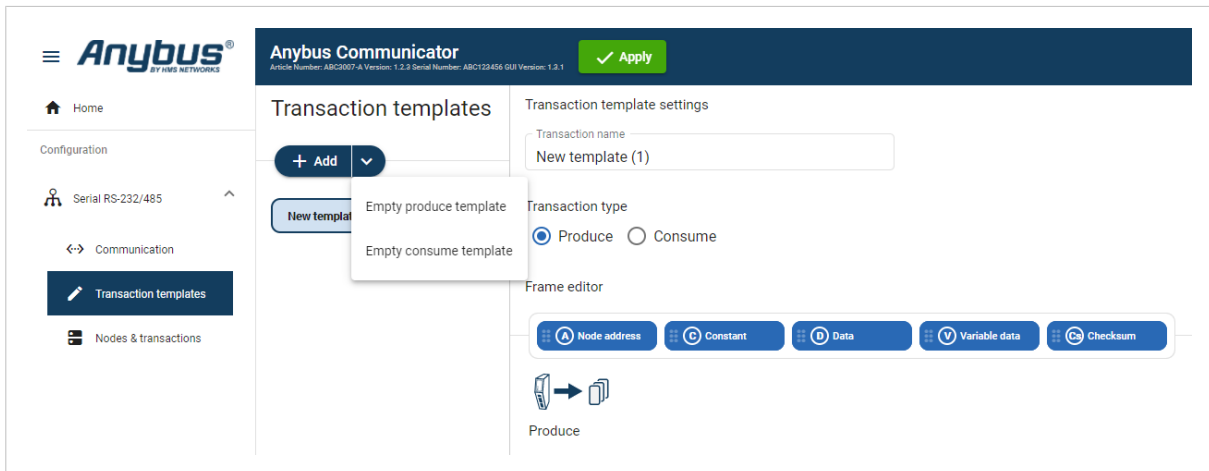 Anybus®
BY HMS NETWORKS
Anybus Communicator
Article Number: ABC3007-A Version: 1.2.3 Serial Number: ABC123456 GUI Version: 1.3.1
Apply
Home
Configuration
Serial RS-232/485
Communication
Transaction templates
Nodes & transactions
Transaction templates
+ Add
New templat
Empty produce template
Empty consume template
Transaction template settings
Transaction name
New template (1)
Transaction type
Produce
Consume
Frame editor
A Node address
C Constant
D Data
V Variable data
Cs Checksum
Produce